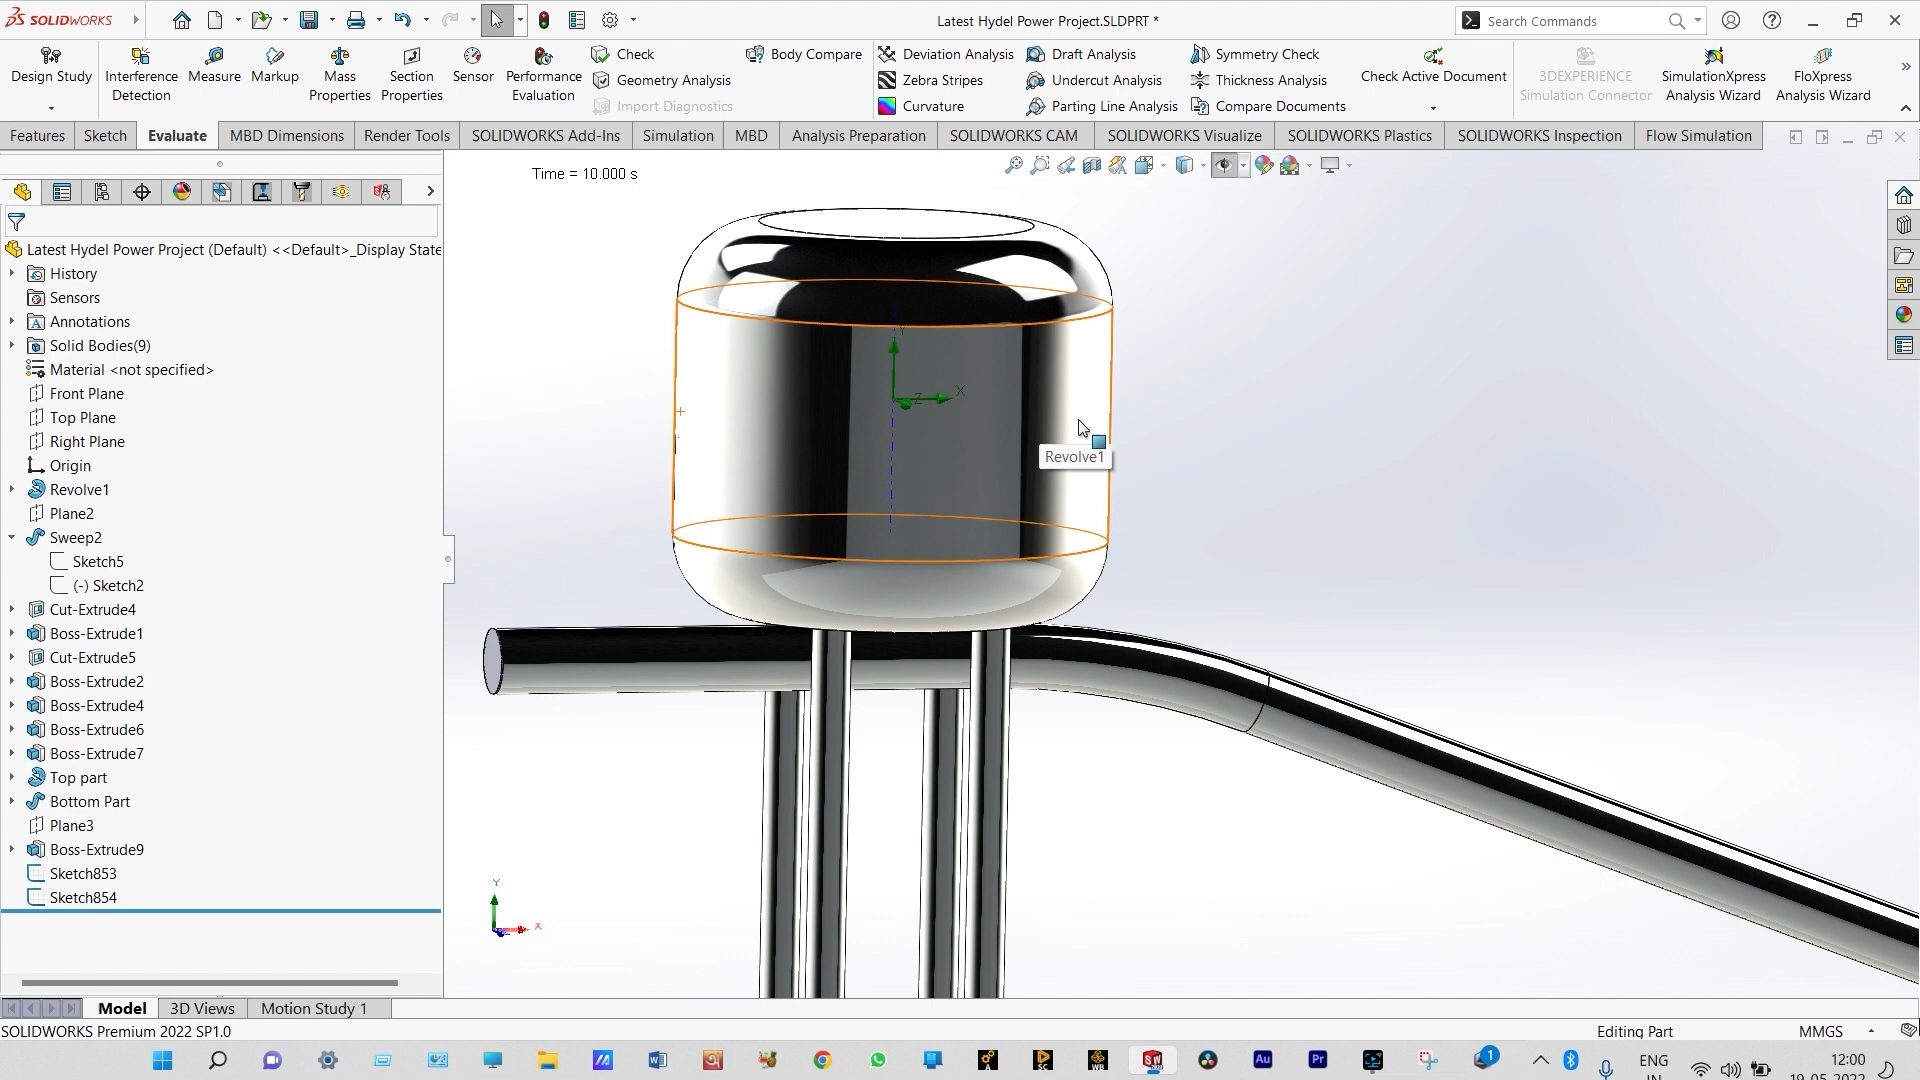 SOLIDWORKS
Latest Hydel Power Project.SLDPRT *
Search Commands
Design Study
Interference Detection
Measure
Markup
Mass Properties
Section Properties
Sensor
Performance Evaluation
Check
Geometry Analysis
Import Diagnostics
Body Compare
Deviation Analysis
Zebra Stripes
Curvature
Draft Analysis
Undercut Analysis
Parting Line Analysis
Symmetry Check
Thickness Analysis
Compare Documents
Check Active Document
3DEXPERIENCE Simulation Connector
SimulationXpress Analysis Wizard
FloXpress Analysis Wizard
Features Sketch Evaluate MBD Dimensions Render Tools SOLIDWORKS Add-Ins Simulation MBD Analysis Preparation SOLIDWORKS CAM SOLIDWORKS Visualize SOLIDWORKS Plastics SOLIDWORKS Inspection Flow Simulation
Time = 10.000 s
Latest Hydel Power Project (Default) <<Default>_Display State
History
Sensors
Annotations
Solid Bodies(9)
Material <not specified>
Front Plane
Top Plane
Right Plane
Origin
Revolve1
Plane2
Sweep2
Sketch5
(-) Sketch2
Cut-Extrude4
Boss-Extrude1
Cut-Extrude5
Boss-Extrude2
Boss-Extrude4
Boss-Extrude6
Boss-Extrude7
Top part
Bottom Part
Plane3
Boss-Extrude9
Sketch853
Sketch854
Y
X
Z
Revolve1
Y
X
Model 3D Views Motion Study 1
SOLIDWORKS Premium 2022 SP1.0
Editing Part
MMGS
ENG
IN
12:00
19-05-2022